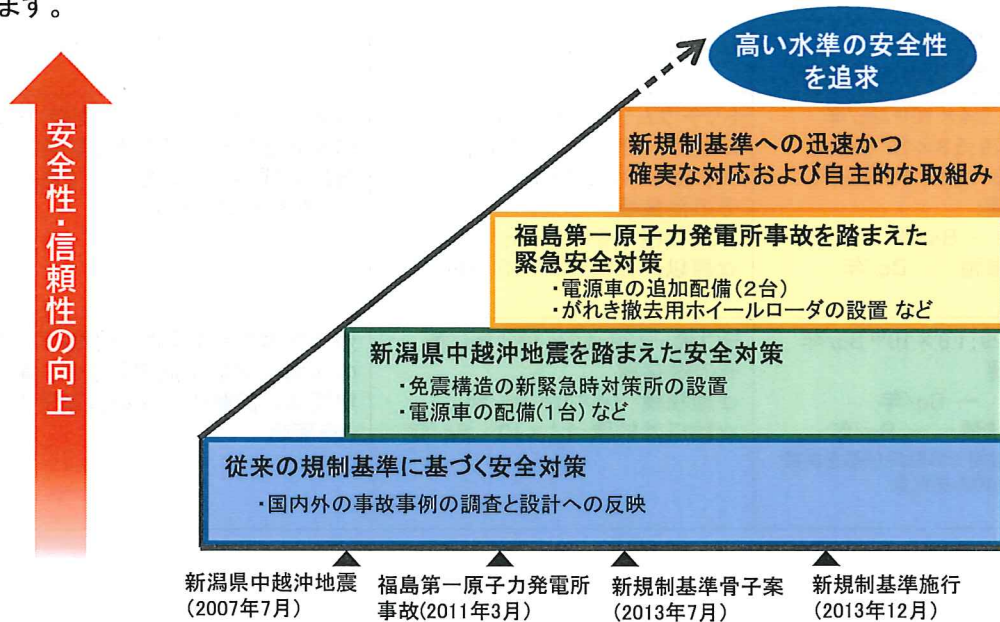 ます。
高い水準の安全性
を追求
安全性・信頼性の向上
新規制基準への迅速かつ
確実な対応および自主的な取組み
福島第一原子力発電所事故を踏まえた
緊急安全対策
・電源車の追加配備(2台)
・がれき撤去用ホイールローダの設置 など
新潟県中越沖地震を踏まえた安全対策
・免震構造の新緊急時対策所の設置
・電源車の配備(1台) など
従来の規制基準に基づく安全対策
・国内外の事故事例の調査と設計への反映
新潟県中越沖地震
(2007年7月)
福島第一原子力発電所
事故(2011年3月)
新規制基準骨子案
(2013年7月)
新規制基準施行
(2013年12月)